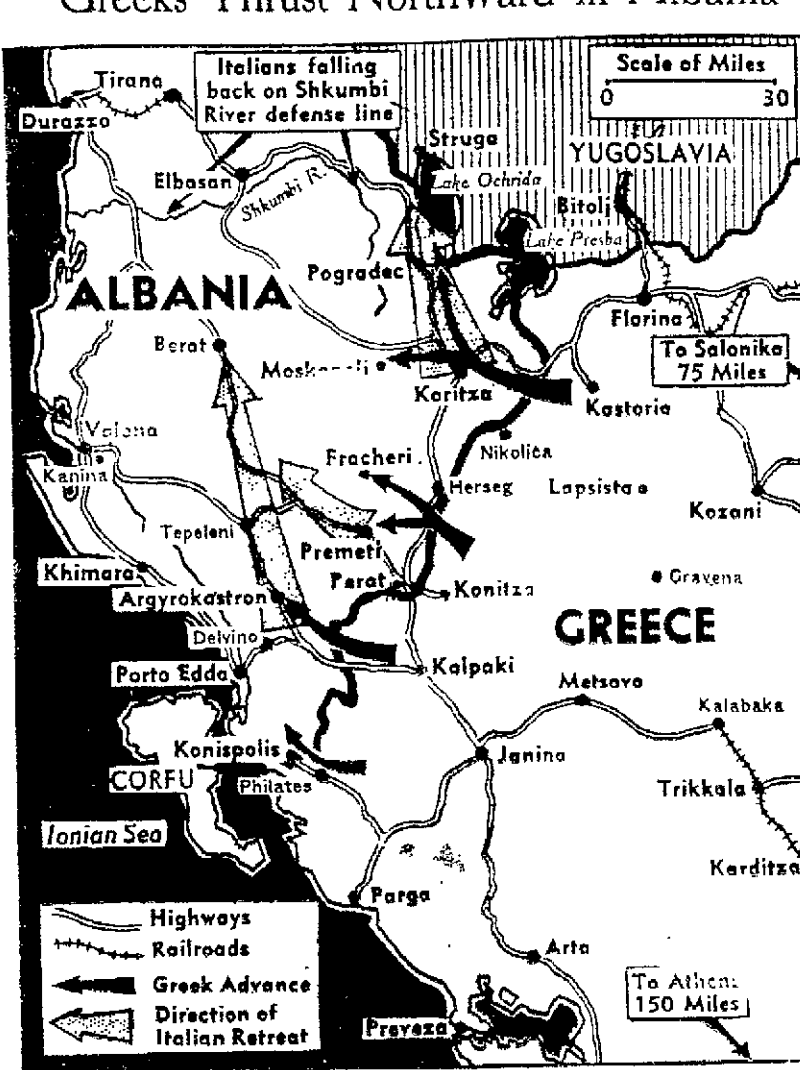 Greeks Thrust Northward in Albania
Italians falling
back on Shkumbi
River defense line
Scale of Miles
0 30
Tirana
Durazzo
Struga
YUGOSLAVIA
Elbasan
Shkumbi R.
Lake Ochrida
Bitolj
Lake Presba
Pogradec
ALBANIA
Florina
Berat
To Salonika
75 Miles
Koritza
Kastoria
Valona
Nikolica
Kanina
Fracheri
Herseg
Lapsista
Kozani
Tepeleni
Premeti
Khimara
Perat
Konitza
Gravena
Argyrokastron
GREECE
Delvino
Porto Edda
Kalpaki
Metsovo
Kalabaka
Konispolis
Janina
CORFU
Philates
Trikkala
Ionian Sea
Karditza
Parga
Highways
Railroads
Arta
Greek Advance
To Athens
150 Miles
Direction of
Italian Retreat
Preveza